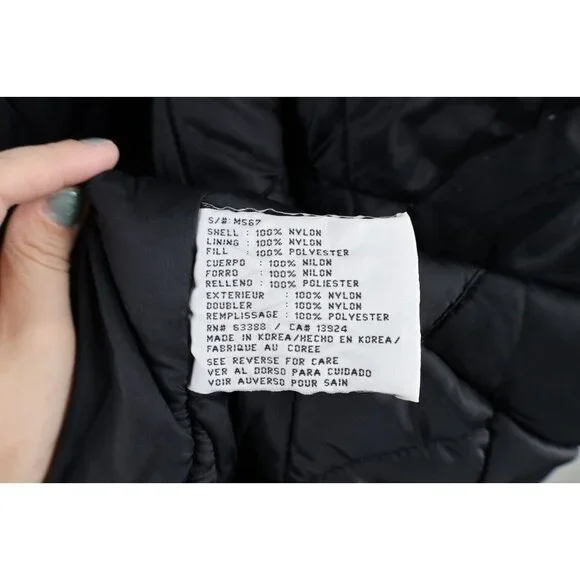 S/#: M567
SHELL : 100% NYLON
LINING : 100% NYLON
FILL : 100% POLYESTER
CUERPO : 100% NILON
FORRO : 100% NILON
RELLENO : 100% POLIESTER
EXTERIEUR : 100% NYLON
DOUBLER : 100% NYLON
REMPLISSAGE : 100% POLYESTER
RN# 63388 / CA# 13924
MADE IN KOREA/HECHO EN KOREA/
FABRIQUE AU COREE
SEE REVERSE FOR CARE
VER AL DORSO PARA CUIDADO
VOIR AUVERSO POUR SAIN